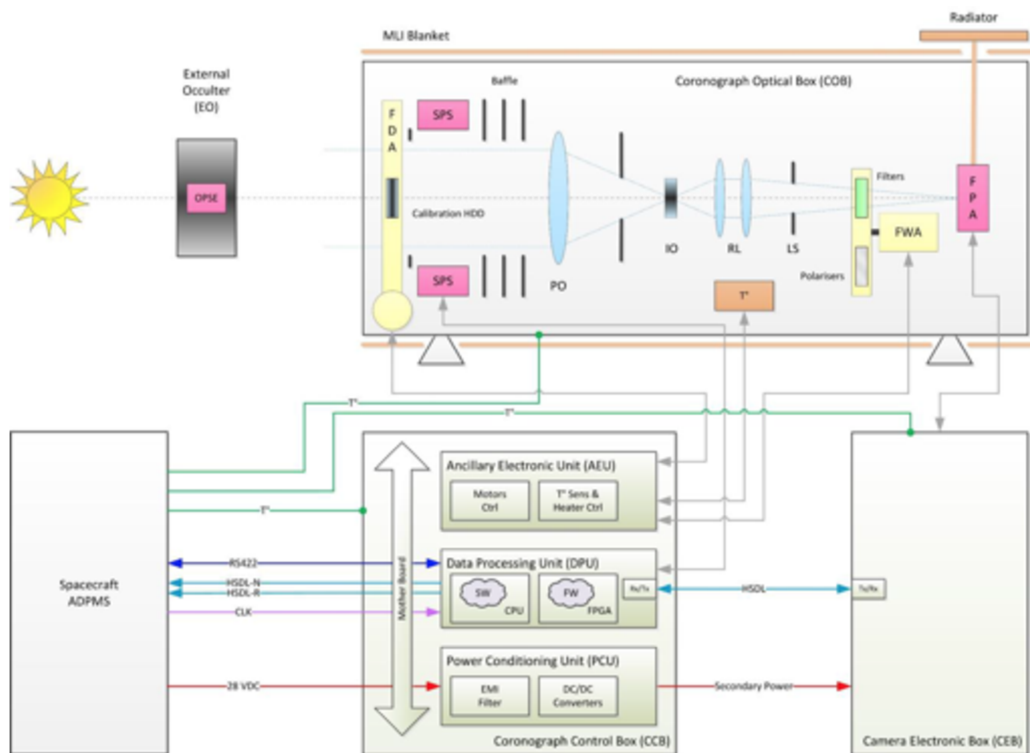 Radiator
MLI Blanket
External
Occulter
(EO)
Baffle
Coronagraph Optical Box (COB)
F
D
A
SPS
OPSE
Calibration HDD
Filters
F
P
A
FWA
IO
RL
LS
PO
Polarisers
SPS
T°
T°
T°
Ancillary Electronic Unit (AEU)
Motors
Ctrl
T° Sens &
Heater Ctrl
T°
Mother Board
RS422
Data Processing Unit (DPU)
HSDL-N
HSDL-R
SW
CPU
FW
FPGA
Rx/Tx
HSDL
Tx/Rx
Spacecraft
ADPMS
CLK
Power Conditioning Unit (PCU)
28 VDC
EMI
Filter
DC/DC
Converters
Secondary Power
Coronograph Control Box (CCB)
Camera Electronic Box (CEB)